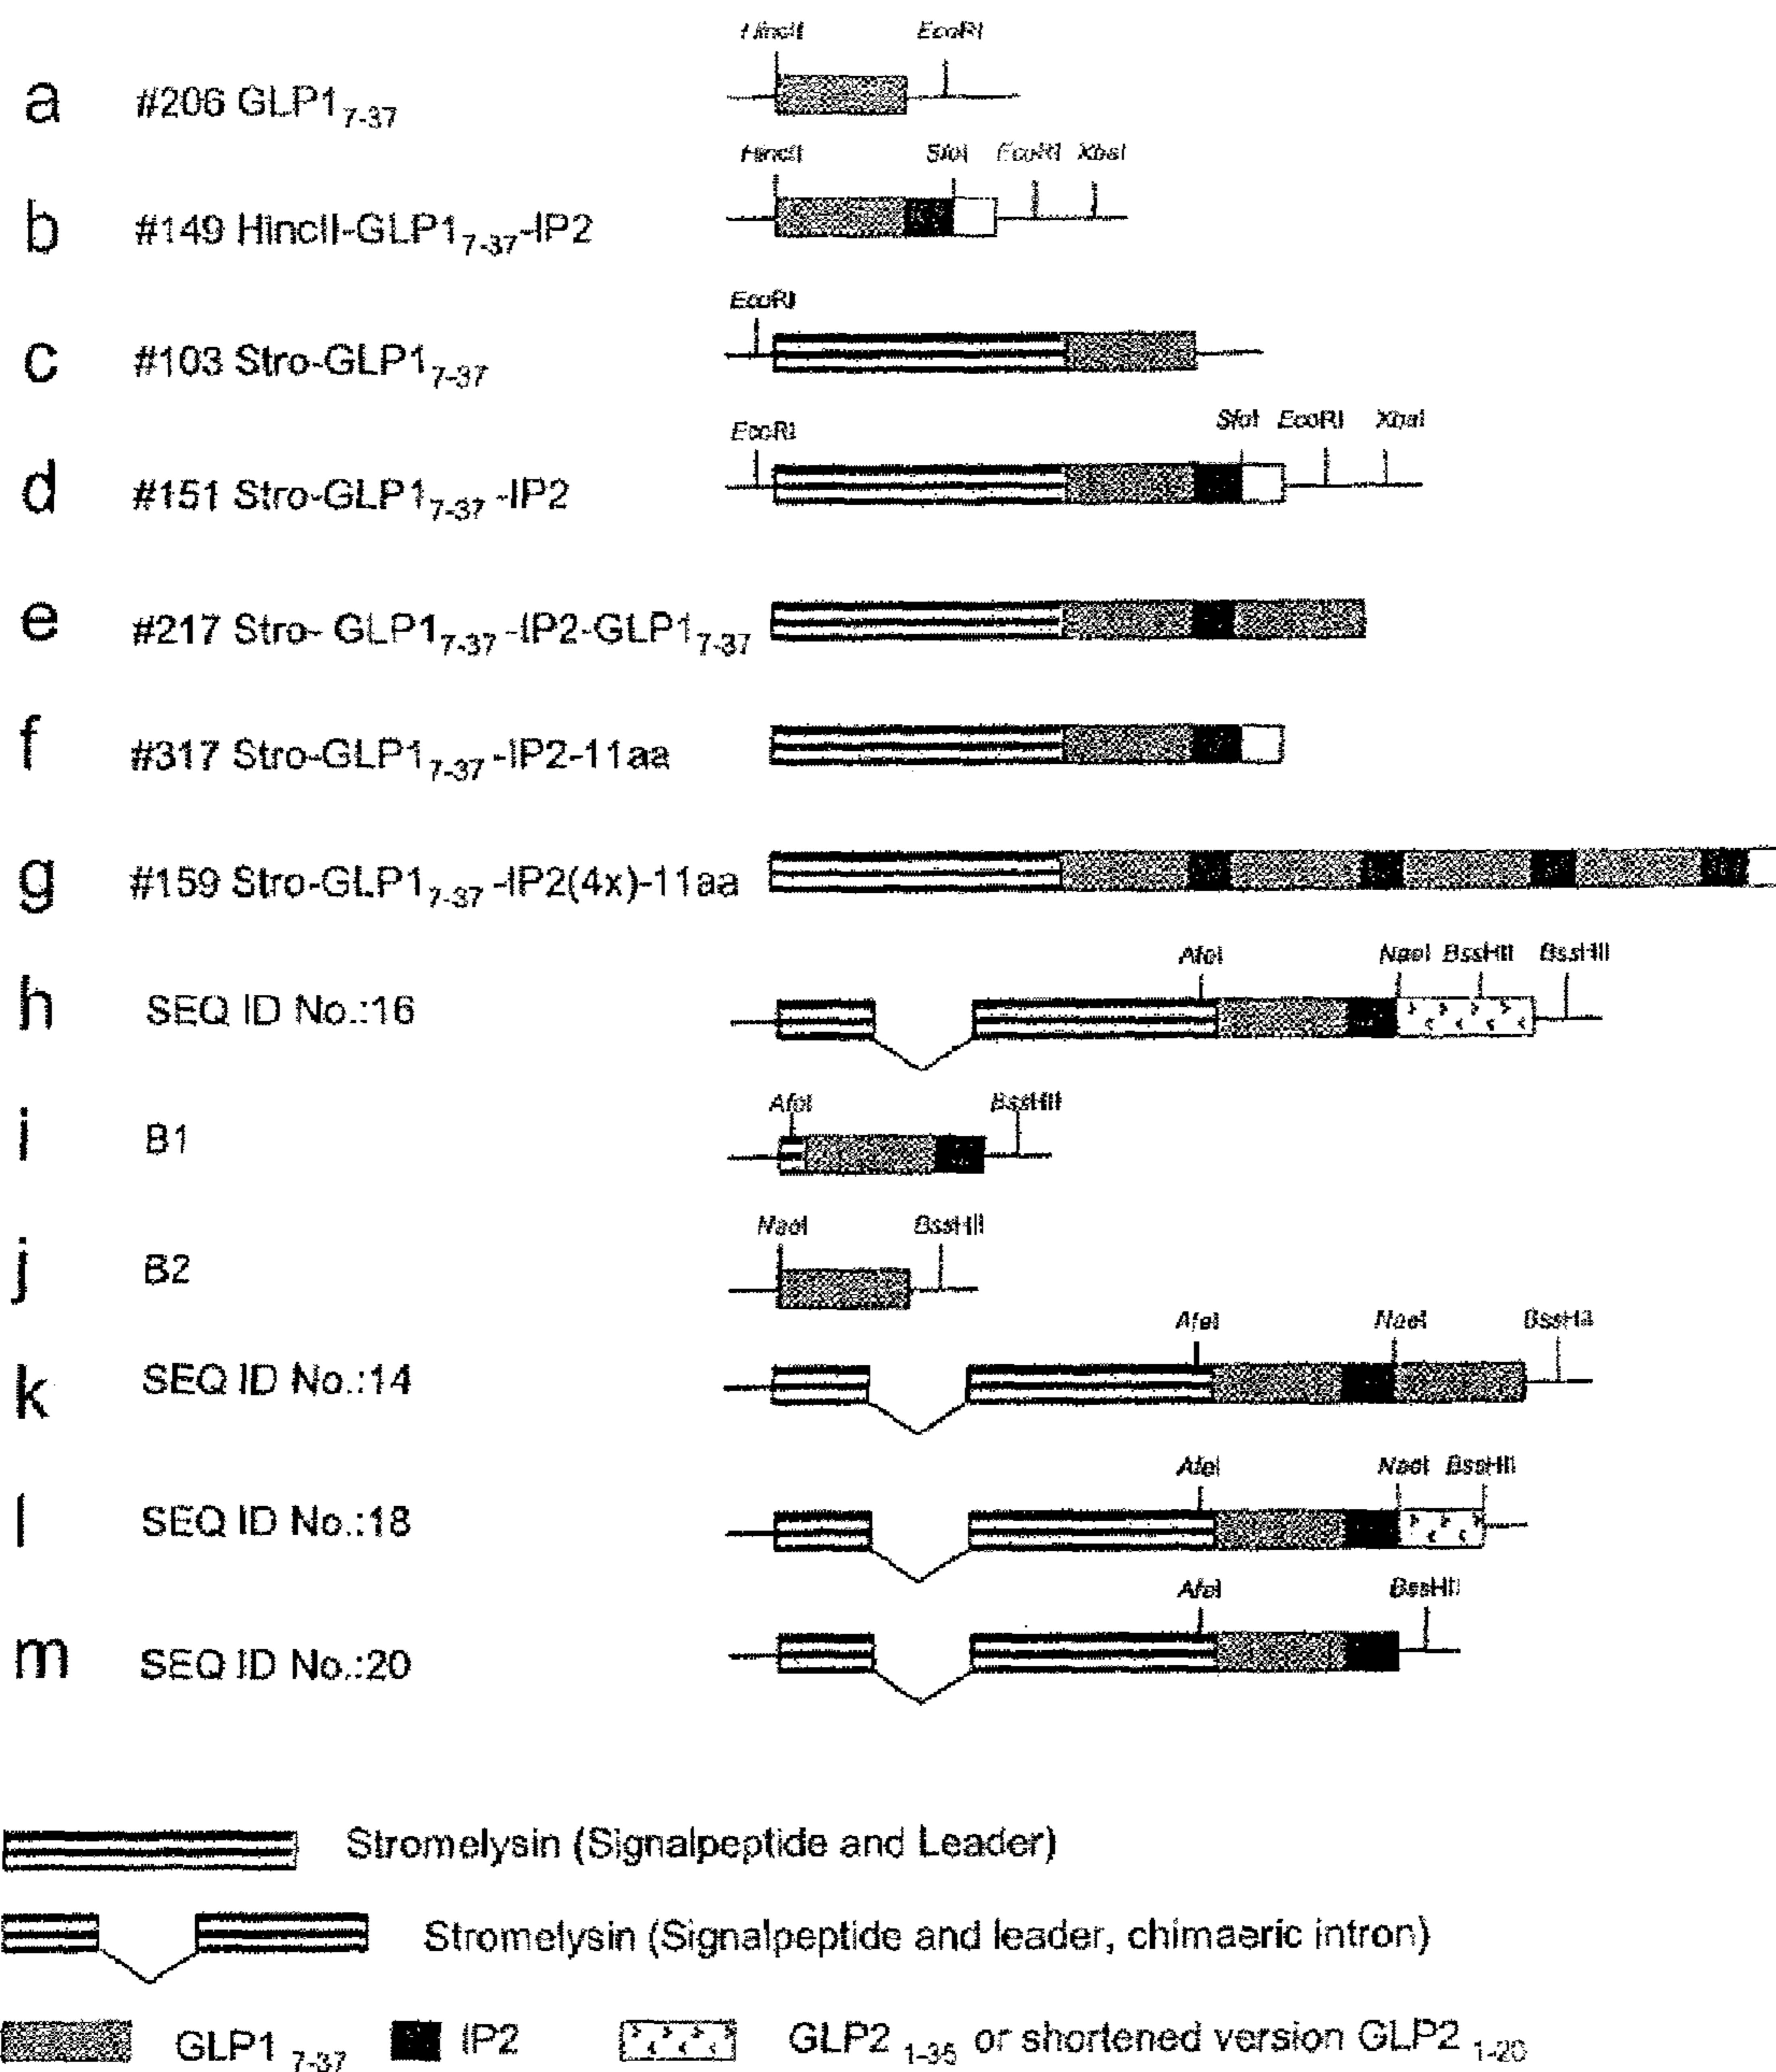 HincII EcoRI
a #206 GLP1 7-37
HincII SfoI EcoRI XbaI
b #149 HincII-GLP1 7-37-IP2
EcoRI
c #103 Stro-GLP1 7-37
EcoRI SfoI EcoRI XbaI
d #151 Stro-GLP1 7-37 -IP2
e #217 Stro- GLP1 7-37 -IP2-GLP1 7-37
f #317 Stro-GLP1 7-37 -IP2-11aa
g #159 Stro-GLP1 7-37 -IP2(4x)-11aa
AfeI NaeI BssHII BssHII
h SEQ ID No.:16
AfeI BssHII
i B1
NaeI BssHII
j B2
AfeI NaeI BssHII
k SEQ ID No.:14
AfeI NaeI BssHII
l SEQ ID No.:18
AfeI BssHII
m SEQ ID No.:20
Stromelysin (Signalpeptide and Leader)
Stromelysin (Signalpeptide and leader, chimaeric intron)
GLP1 7-37 IP2 GLP2 1-35 or shortened version GLP2 1-20